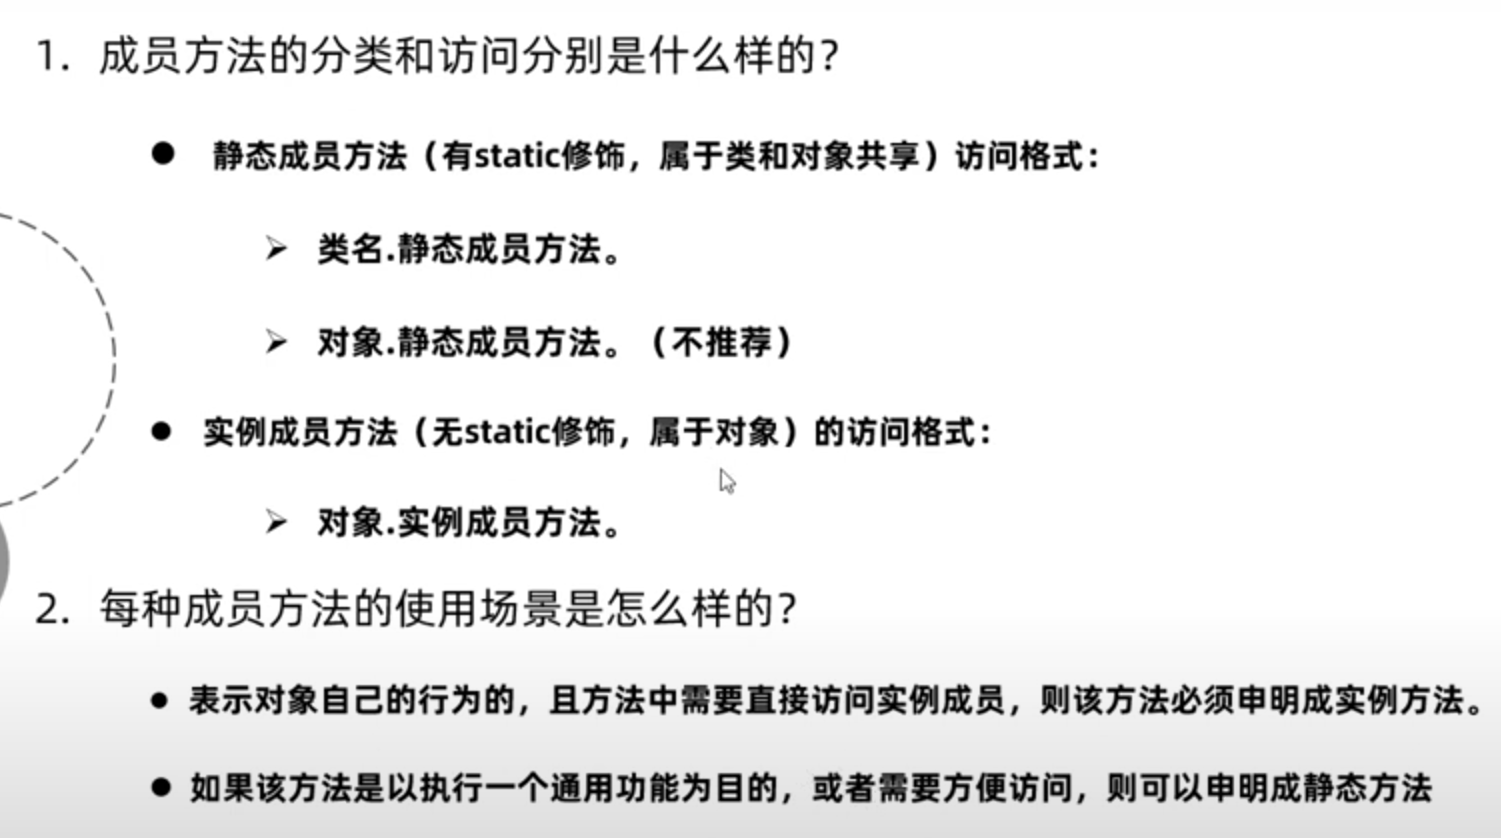 1. 成员方法的分类和访问分别是什么样的？
● 静态成员方法（有static修饰，属于类和对象共享）访问格式：
➢ 类名.静态成员方法。
➢ 对象.静态成员方法。（不推荐）
● 实例成员方法（无static修饰，属于对象）的访问格式：
➢ 对象.实例成员方法。
2. 每种成员方法的使用场景是怎么样的？
● 表示对象自己的行为的，且方法中需要直接访问实例成员，则该方法必须申明成实例方法。
● 如果该方法是以执行一个通用功能为目的，或者需要方便访问，则可以申明成静态方法